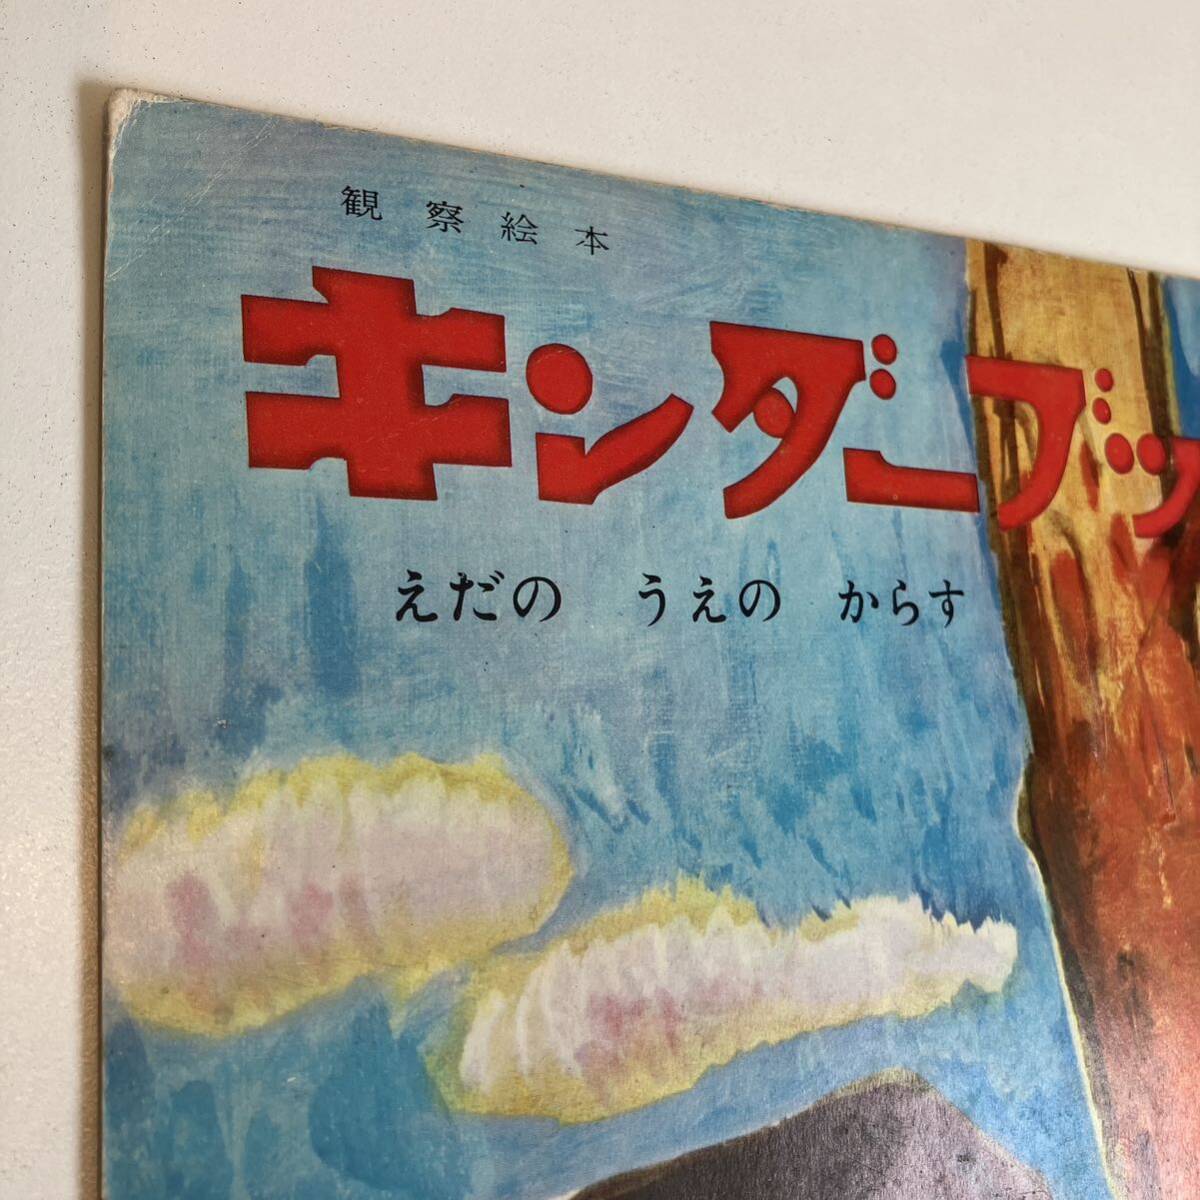 観察絵本
キンダーブッ
えだの うえの からす